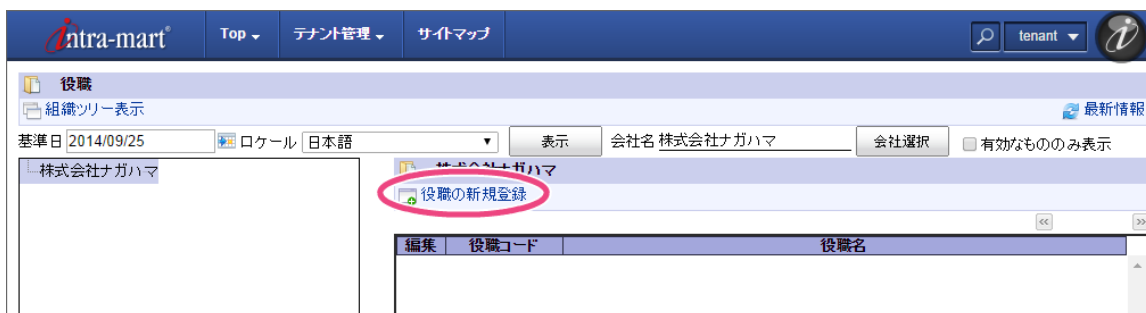 intra-mart® Top テナント管理 サイトマップ tenant
役職
組織ツリー表示 最新情報
基準日 2014/09/25 ロケール 日本語 表示 会社名 株式会社ナガハマ 会社選択 有効なもののみ表示
株式会社ナガハマ 株式会社ナガハマ
役職の新規登録
<< >>
編集 役職コード 役職名